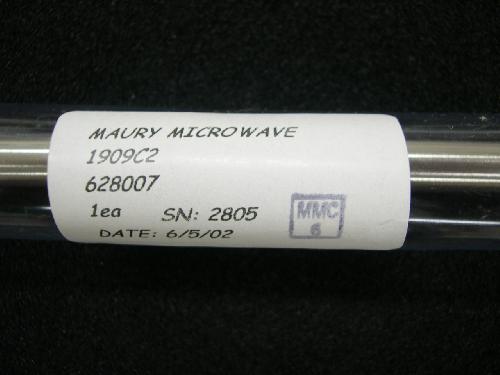 MAURY MICROWAVE
1909C2
628007
1ea SN: 2805
DATE: 6/5/02
MMC
6